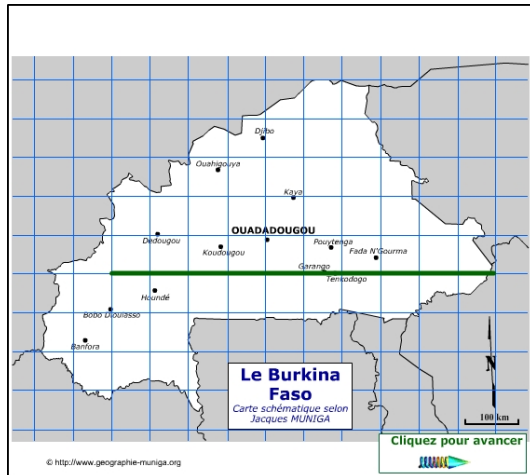 Djibo
Ouahigouya
Kaya
OUADADOUGOU
Dedougou
Koudougou
Pouytenga
Fada N'Gourma
Garango
Tenkodogo
Houndé
Bobo Dioulasso
Banfora
Le Burkina
Faso
Carte schématique selon
Jacques MUNIGA
N
100 km
Cliquez pour avancer
© http://www.geographie-muniga.org